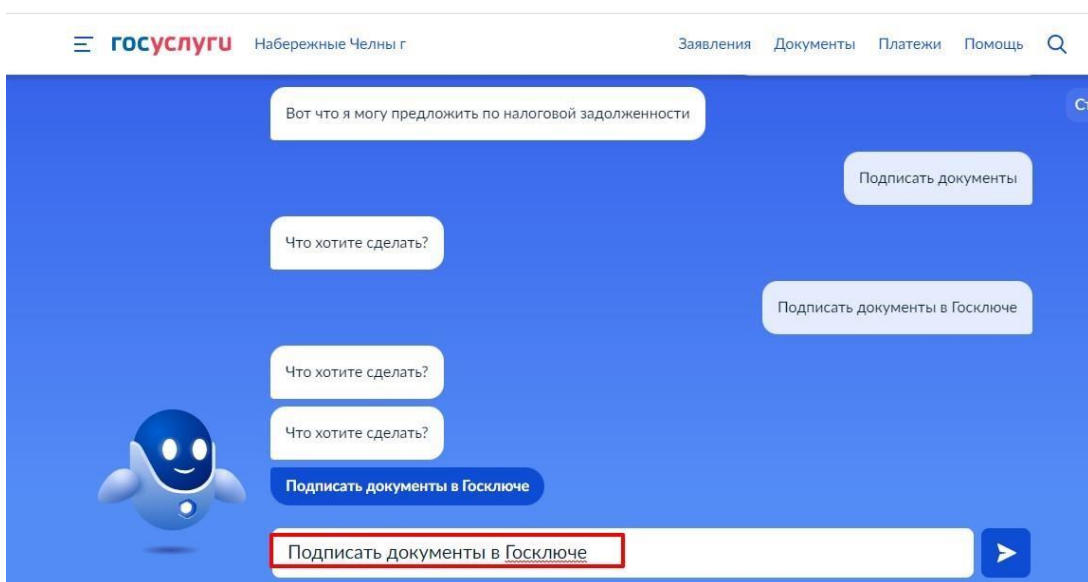 госуслуги Набережные Челны г Заявления Документы Платежи Помощь
Вот что я могу предложить по налоговой задолженности
Подписать документы
Что хотите сделать?
Подписать документы в Госключе
Что хотите сделать?
Что хотите сделать?
Подписать документы в Госключе
Подписать документы в Госключе